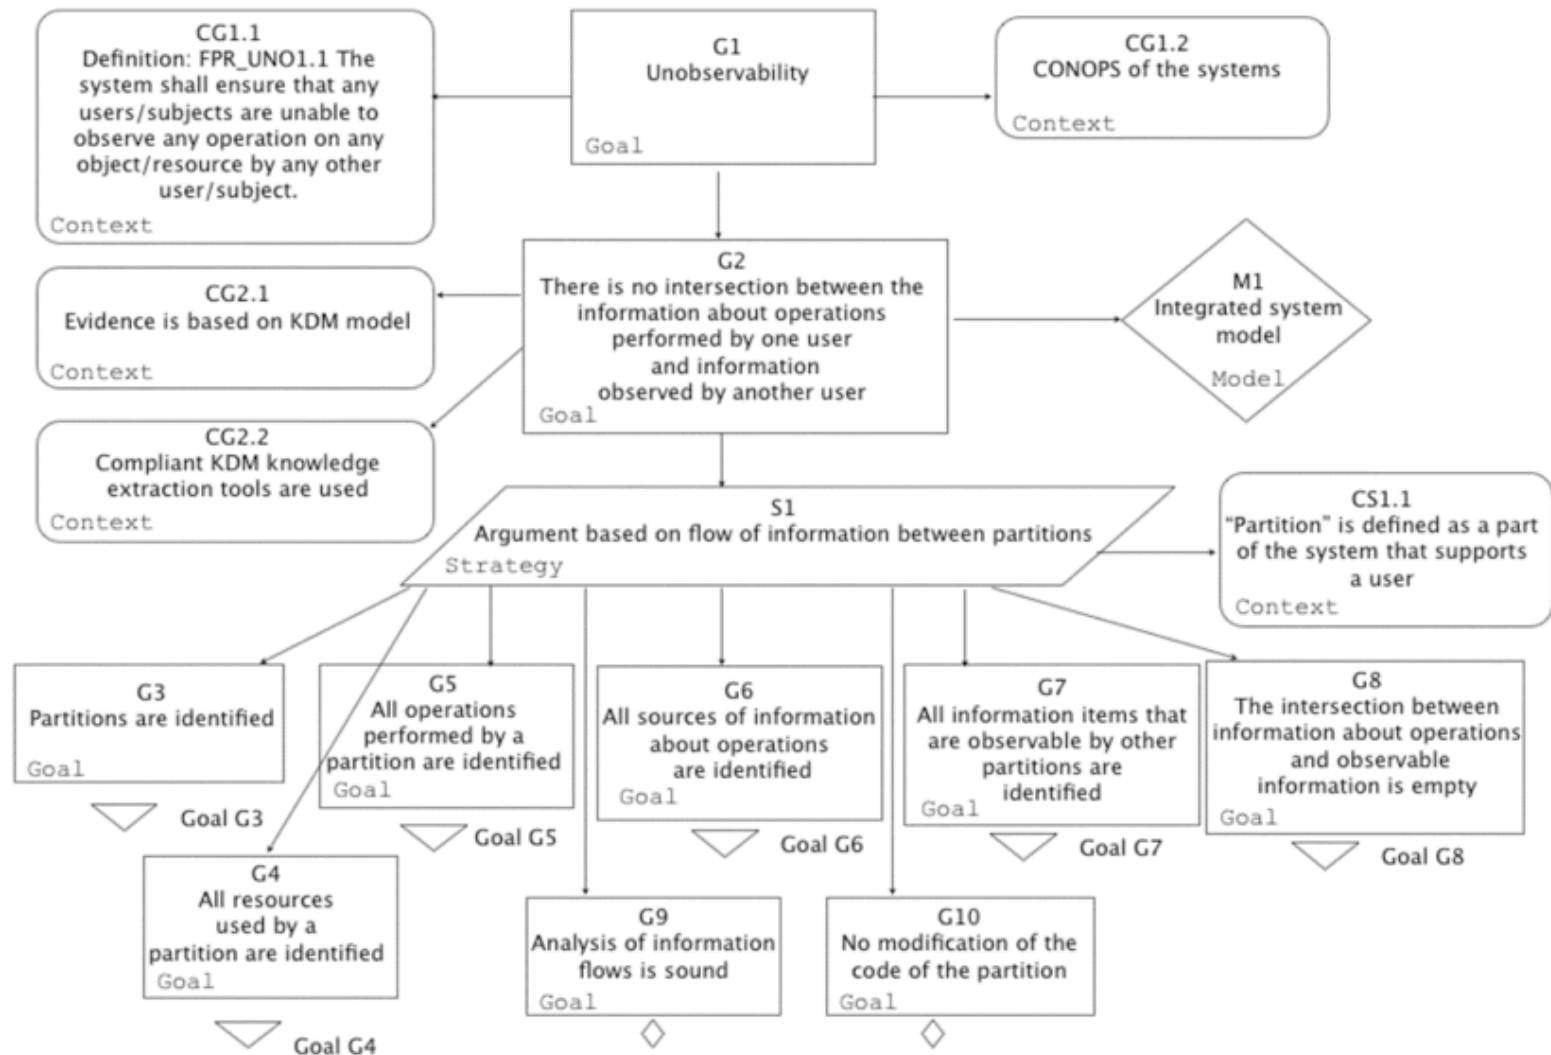 CG1.1
Definition: FPR_UNO1.1 The
system shall ensure that any
users/subjects are unable to
observe any operation on any
object/resource by any other
user/subject.
Context
G1
Unobservability
Goal
CG1.2
CONOPS of the systems
Context
CG2.1
Evidence is based on KDM model
Context
G2
There is no intersection between the
information about operations
performed by one user
and information
observed by another user
Goal
M1
Integrated system
model
Model
CG2.2
Compliant KDM knowledge
extraction tools are used
Context
S1
Argument based on flow of information between partitions
Strategy
CS1.1
“Partition” is defined as a part
of the system that supports
a user
Context
G3
Partitions are identified
Goal
Goal G3
G5
All operations
performed by a
partition are identified
Goal
Goal G5
G6
All sources of information
about operations
are identified
Goal
Goal G6
G7
All information items that
are observable by other
partitions are
identified
Goal
Goal G7
G8
The intersection between
information about operations
and observable
information is empty
Goal
Goal G8
G4
All resources
used by a
partition are identified
Goal
Goal G4
G9
Analysis of information
flows is sound
Goal
G10
No modification of the
code of the partition
Goal